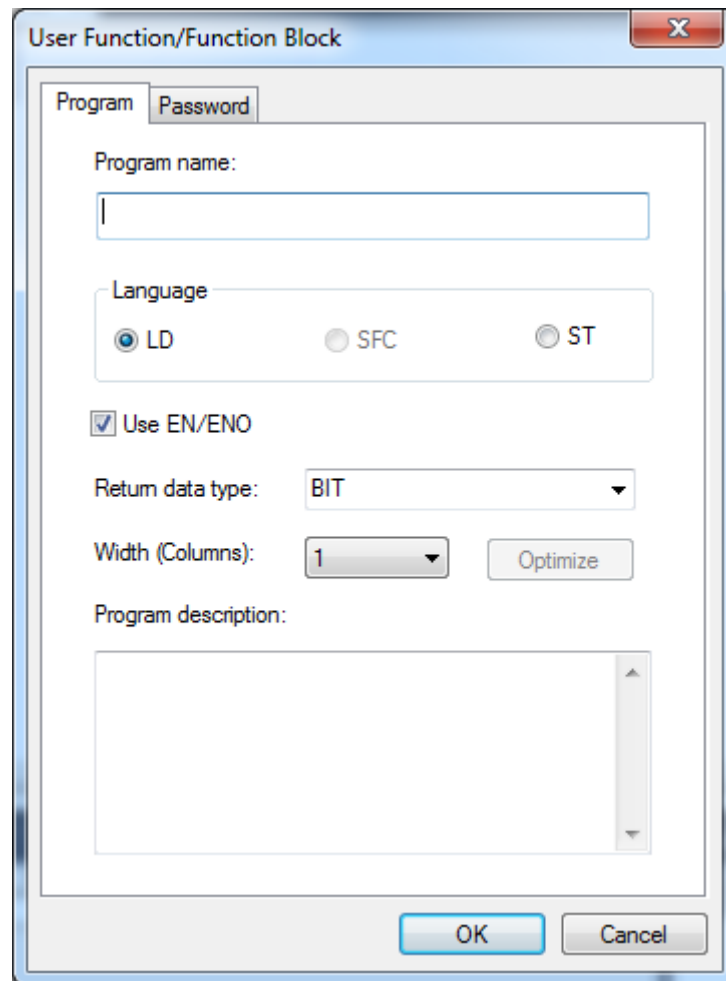 User Function/Function Block
Program Password
Program name:
Language
LD SFC ST
Use EN/ENO
Return data type: BIT
Width (Columns): 1 Optimize
Program description:
OK Cancel